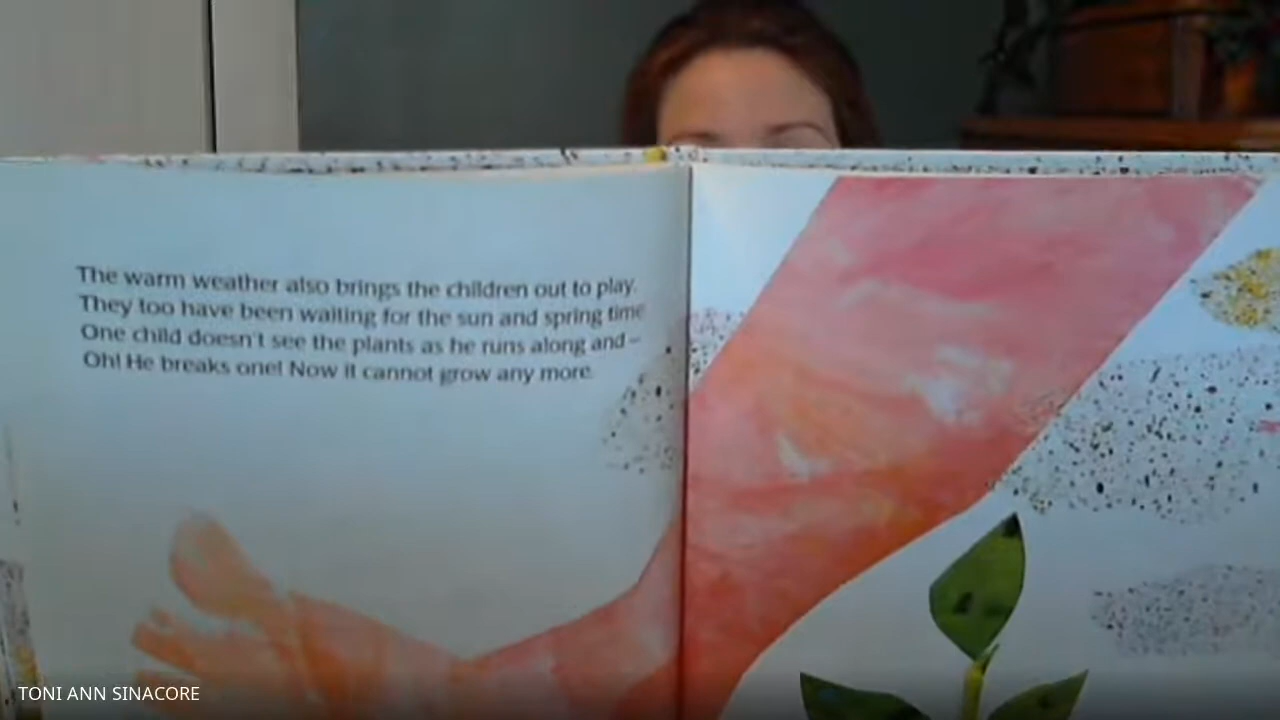 The warm weather also brings the children out to play.
They too have been waiting for the sun and spring time
One child doesn't see the plants as he runs along and–
Oh! He breaks one! Now it cannot grow any more.
TONI ANN SINACORE